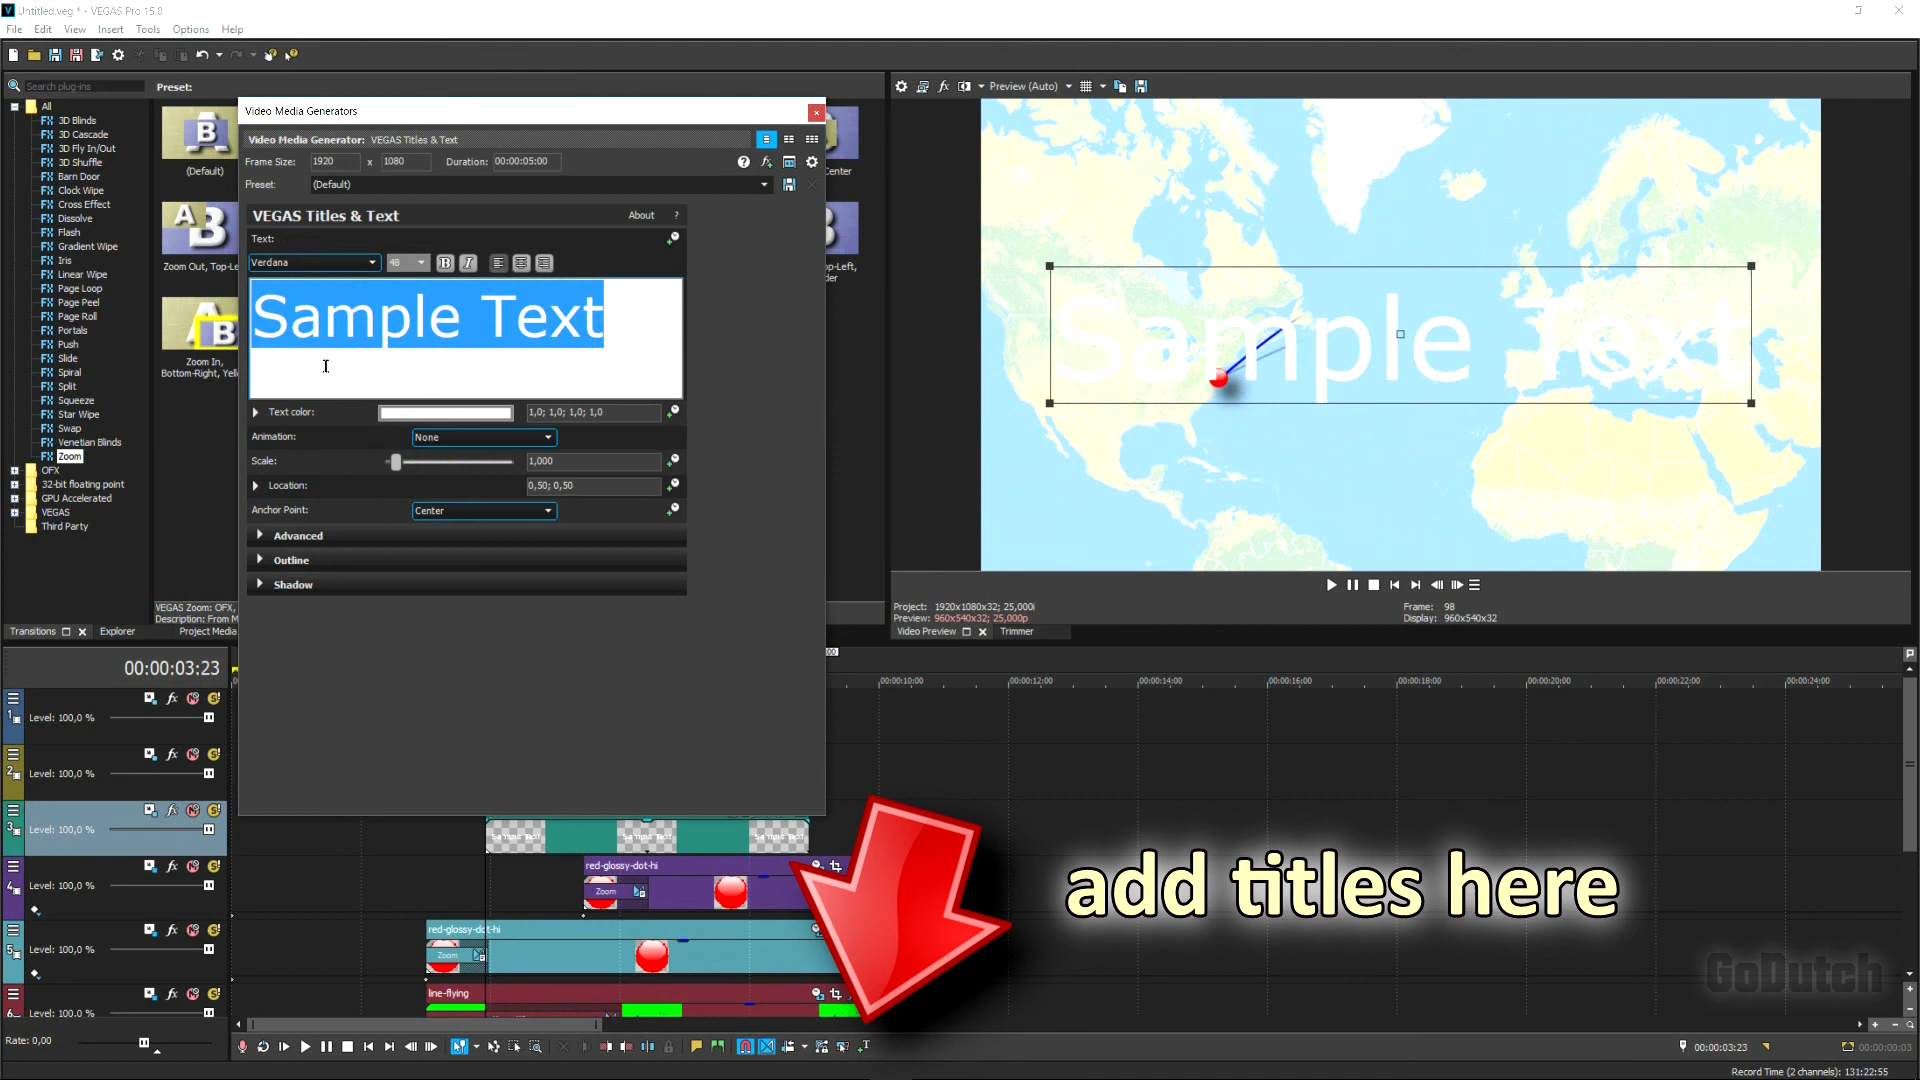 Untitled.veg * - VEGAS Pro 15.0
File Edit View Insert Tools Options Help
Search plug-ins
Preset:
All
3D Blinds
3D Cascade
3D Fly In/Out
3D Shuffle
Barn Door
Clock Wipe
Cross Effect
Dissolve
Flash
Gradient Wipe
Iris
Linear Wipe
Page Loop
Page Peel
Page Roll
Portals
Push
Slide
Spiral
Split
Squeeze
Star Wipe
Swap
Venetian Blinds
Zoom
OFX
32-bit floating point
GPU Accelerated
VEGAS
Third Party
(Default)
Zoom Out, Top-Le
Zoom In,
Bottom-Right, Yell
VEGAS Zoom: OFX,
Description: From M
Transitions Explorer Project Media
Video Media Generators
Video Media Generator: VEGAS Titles & Text
Frame Size: 1920 x 1080 Duration: 00:00:05:00
Preset: (Default)
VEGAS Titles & Text About ?
Text:
Verdana 48 B I
Sample Text
Text color: 1,0; 1,0; 1,0; 1,0
Animation: None
Scale: 1,000
Location: 0,50; 0,50
Anchor Point: Center
Advanced
Outline
Shadow
Center
op-Left,
der
Preview (Auto)
Sample Text
Project: 1920x1080x32; 25,000i
Preview: 960x540x32; 25,000p
Frame: 98
Display: 960x540x32
Video Preview Trimmer
00:00:03:23
00:00:10:00 00:00:12:00 00:00:14:00 00:00:16:00 00:00:18:00 00:00:20:00 00:00:22:00 00:00:24:00
1 Level: 100,0 %
2 Level: 100,0 %
3 Level: 100,0 %
4 Level: 100,0 %
5 Level: 100,0 %
6 Level: 100,0 %
Sample Text Sample Text Sample Text
red-glossy-dot-hi
Zoom
red-glossy-dot-hi
Zoom
line-flying
add titles here
GoDutch
Rate: 0,00
00:00:03:23
00:00:00:03
Record Time (2 channels): 131:22:55